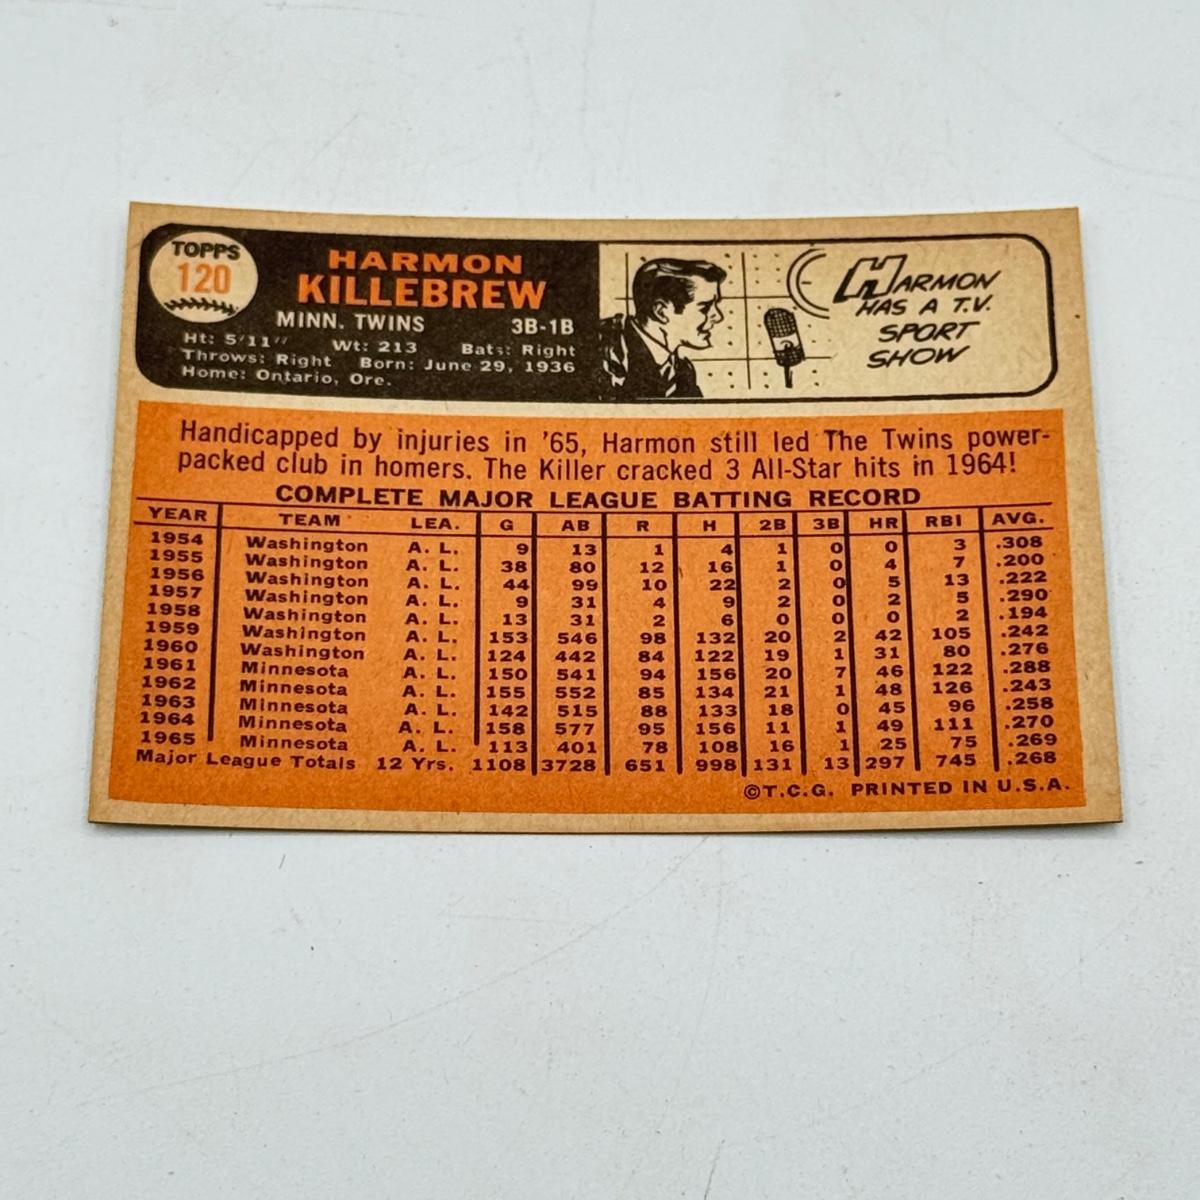 TOPPS
120
HARMON
KILLEBREW
MINN. TWINS 3B-1B
Ht: 5'11" Wt: 213 Bats: Right
Throws: Right Born: June 29, 1936
Home: Ontario, Ore.
HARMON
HAS A T.V.
SPORT
SHOW
Handicapped by injuries in '65, Harmon still led The Twins power-
packed club in homers. The Killer cracked 3 All-Star hits in 1964!
COMPLETE MAJOR LEAGUE BATTING RECORD
YEAR TEAM LEA. G AB R H 2B 3B HR RBI AVG.
1954 Washington A. L. 9 13 1 4 1 0 0 3 .308
1955 Washington A. L. 38 80 12 16 1 0 4 7 .200
1956 Washington A. L. 44 99 10 22 2 0 5 13 .222
1957 Washington A. L. 9 31 4 9 2 0 2 5 .290
1958 Washington A. L. 13 31 2 6 0 0 0 2 .194
1959 Washington A. L. 153 546 98 132 20 2 42 105 .242
1960 Washington A. L. 124 442 84 122 19 1 31 80 .276
1961 Minnesota A. L. 150 541 94 156 20 7 46 122 .288
1962 Minnesota A. L. 155 552 85 134 21 1 48 126 .243
1963 Minnesota A. L. 142 515 88 133 18 0 45 96 .258
1964 Minnesota A. L. 158 577 95 156 11 1 49 111 .270
1965 Minnesota A. L. 113 401 78 108 16 1 25 75 .269
Major League Totals 12 Yrs. 1108 3728 651 998 131 13 297 745 .268
©T.C.G. PRINTED IN U.S.A.